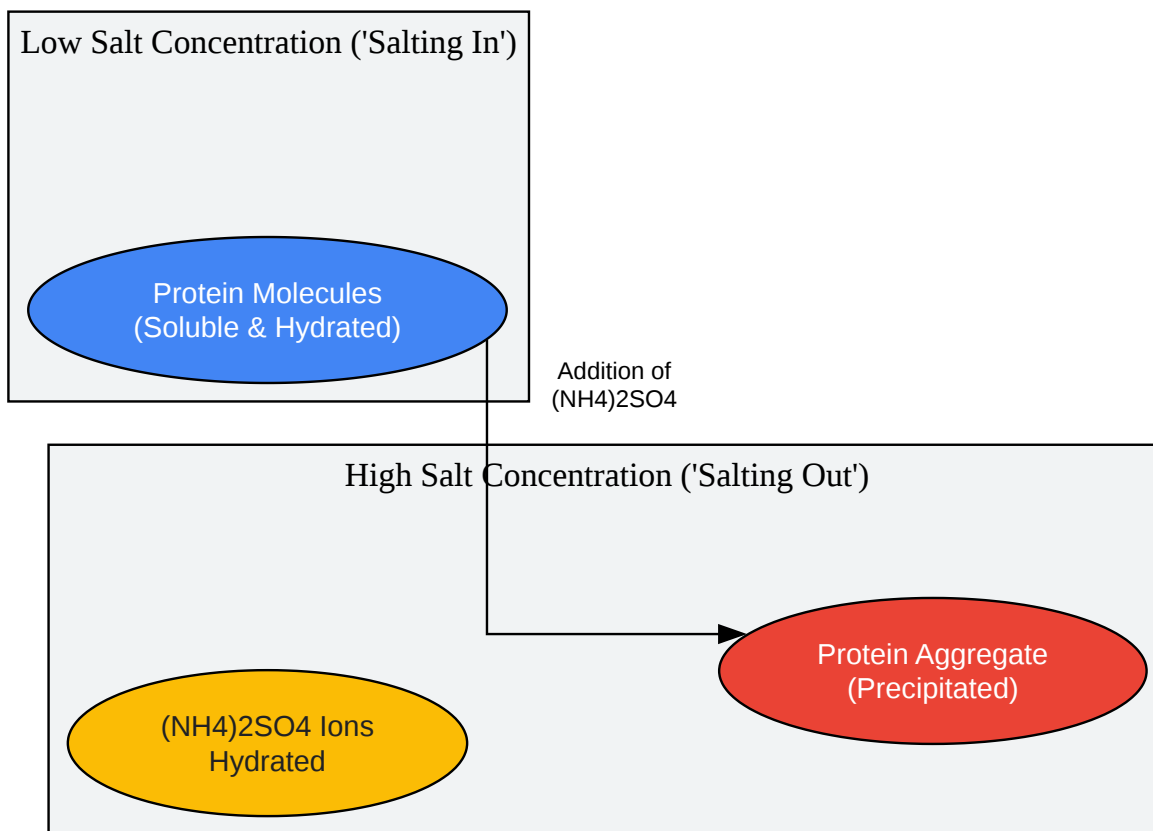 Low Salt Concentration ('Salting In')
Protein Molecules
(Soluble & Hydrated)
Addition of
(NH4)2SO4
High Salt Concentration ('Salting Out')
Protein Aggregate
(Precipitated)
(NH4)2SO4 Ions
Hydrated